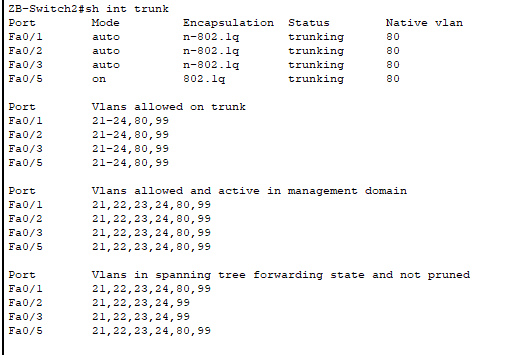 ZB-Switch2#sh int trunk
Port        Mode         Encapsulation  Status        Native vlan
Fa0/1       auto         n-802.1q       trunking      80
Fa0/2       auto         n-802.1q       trunking      80
Fa0/3       auto         n-802.1q       trunking      80
Fa0/5       on           802.1q         trunking      80
Port        Vlans allowed on trunk
Fa0/1       21-24,80,99
Fa0/2       21-24,80,99
Fa0/3       21-24,80,99
Fa0/5       21-24,80,99
Port        Vlans allowed and active in management domain
Fa0/1       21,22,23,24,80,99
Fa0/2       21,22,23,24,80,99
Fa0/3       21,22,23,24,80,99
Fa0/5       21,22,23,24,80,99
Port        Vlans in spanning tree forwarding state and not pruned
Fa0/1       21,22,23,24,80,99
Fa0/2       21,22,23,24,99
Fa0/3       21,22,23,24,99
Fa0/5       21,22,23,24,80,99